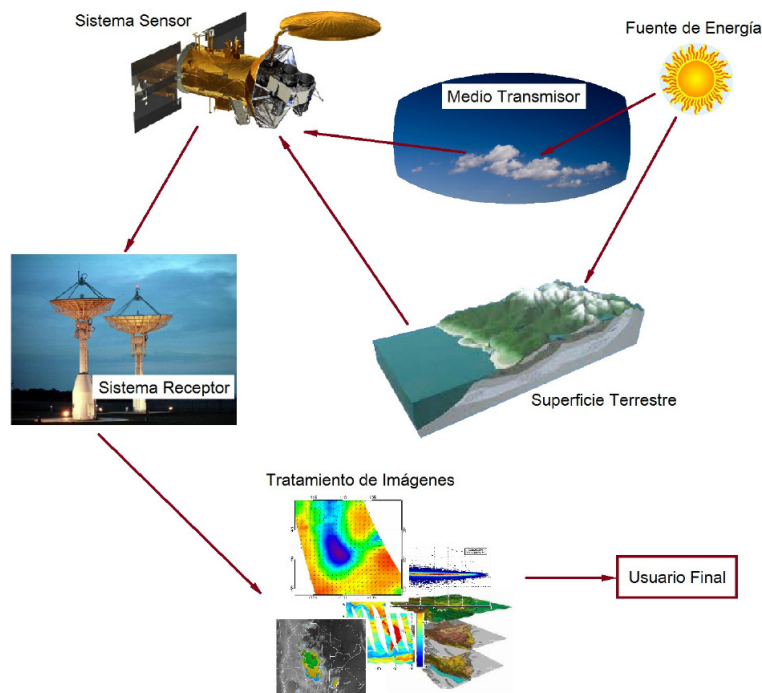 Sistema Sensor
Fuente de Energía
Medio Transmisor
Sistema Receptor
Superficie Terrestre
Tratamiento de Imágenes
Usuario Final